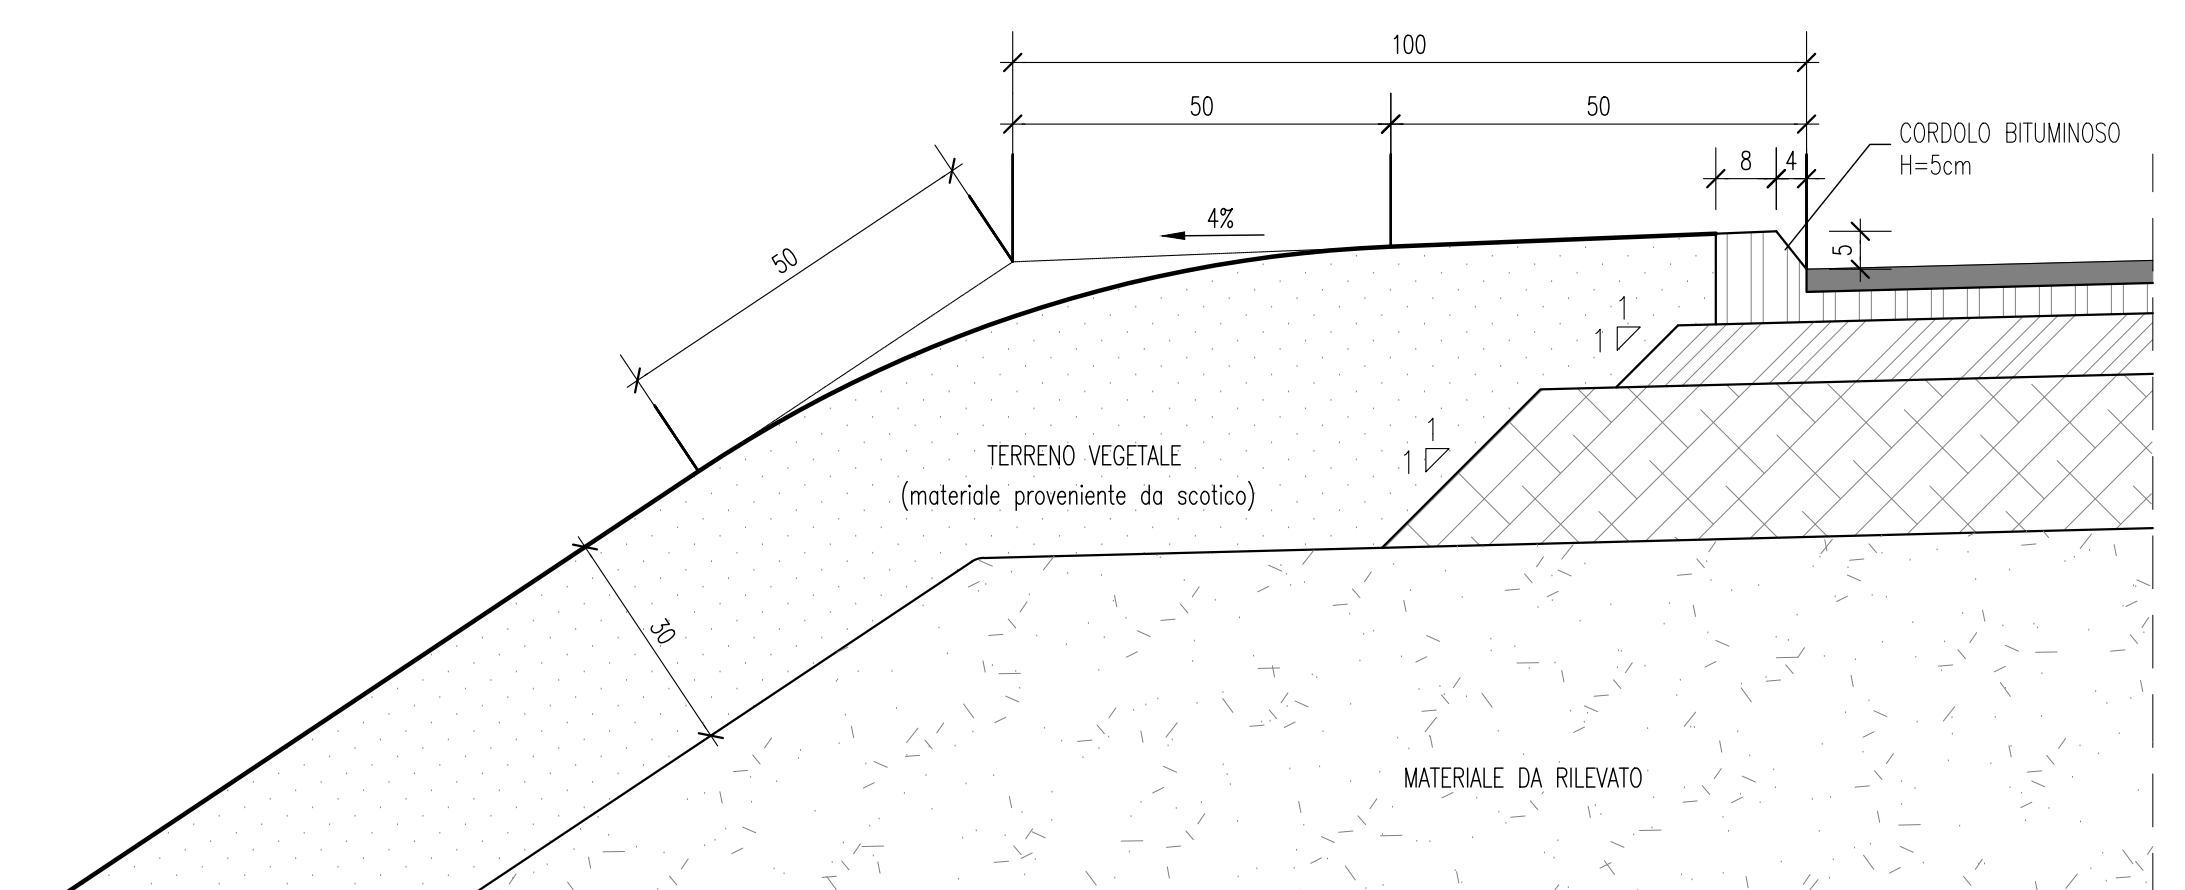 100
50
50
CORDOLO BITUMINOSO
H=5cm
8
4
4%
5
50
1
1
1
1
TERRENO VEGETALE
(materiale proveniente da scotico)
30
MATERIALE DA RILEVATO